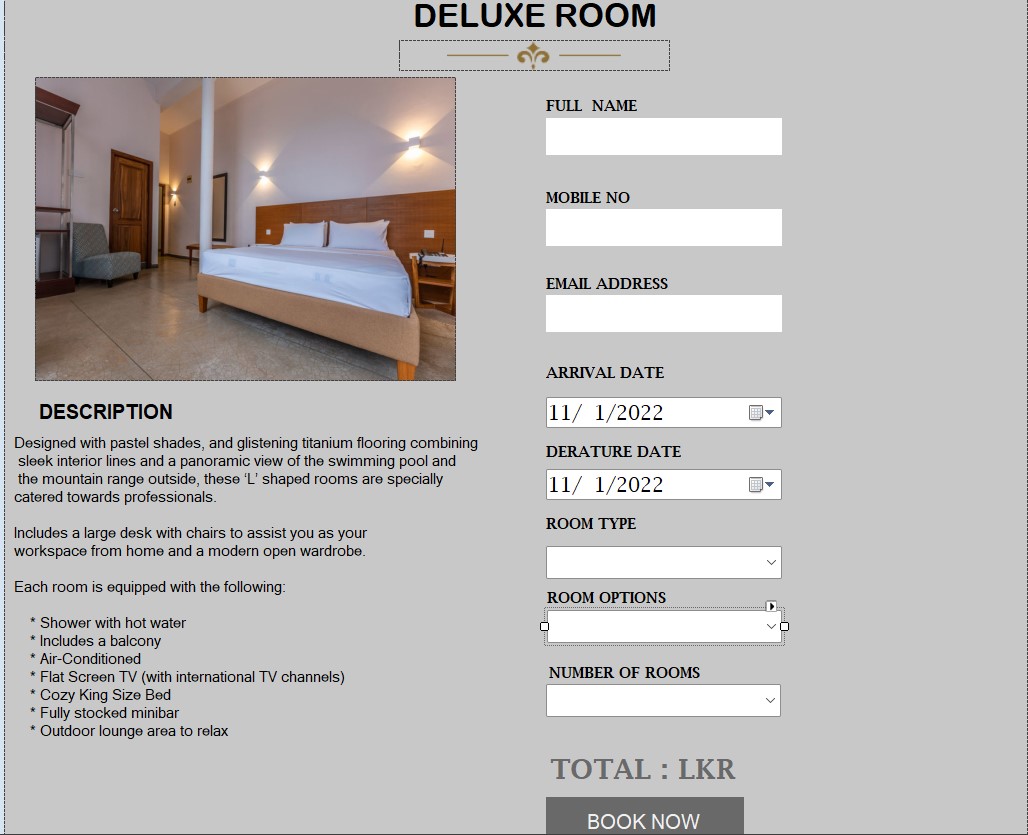 DELUXE ROOM
FULL  NAME
MOBILE NO
EMAIL ADDRESS
ARRIVAL DATE
11/  1/2022
DERATURE DATE
11/  1/2022
ROOM TYPE
ROOM OPTIONS
NUMBER OF ROOMS
TOTAL : LKR
BOOK NOW
DESCRIPTION
Designed with pastel shades, and glistening titanium flooring combining
sleek interior lines and a panoramic view of the swimming pool and
the mountain range outside, these ‘L’ shaped rooms are specially
catered towards professionals.
Includes a large desk with chairs to assist you as your
workspace from home and a modern open wardrobe.
Each room is equipped with the following:
* Shower with hot water
* Includes a balcony
* Air-Conditioned
* Flat Screen TV (with international TV channels)
* Cozy King Size Bed
* Fully stocked minibar
* Outdoor lounge area to relax